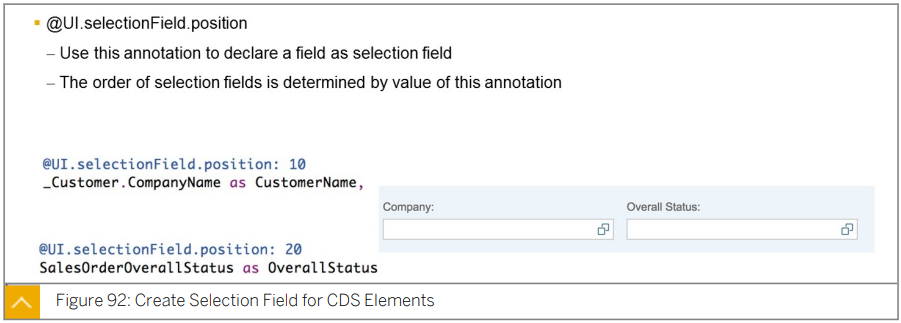 @UI.selectionField.position
– Use this annotation to declare a field as selection field
– The order of selection fields is determined by value of this annotation
@UI.selectionField.position: 10
_Customer.CompanyName as CustomerName,
Company:
Overall Status:
@UI.selectionField.position: 20
SalesOrderOverallStatus as OverallStatus
Figure 92: Create Selection Field for CDS Elements